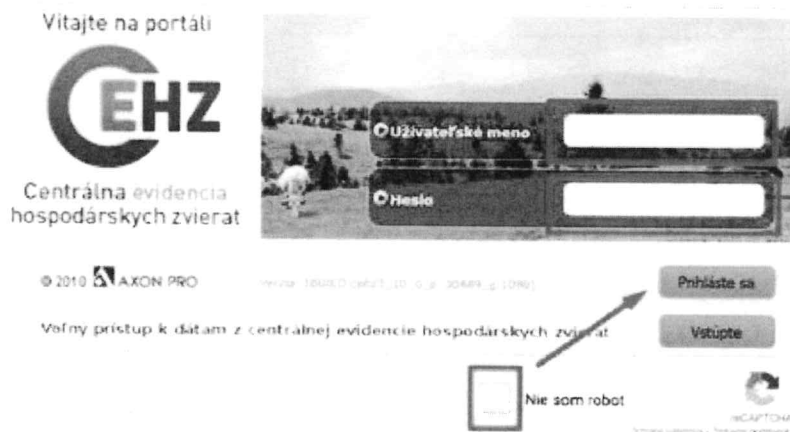 Vitajte na portáli
CEHZ
Centrálna evidencia
hospodárskych zvierat
Užívateľské meno
Heslo
© 2010 AXON PRO
Prihláste sa
Voľný prístup k dátam z centrálnej evidencie hospodárskych zvierat
Vstúpte
Nie som robot
reCAPTCHA